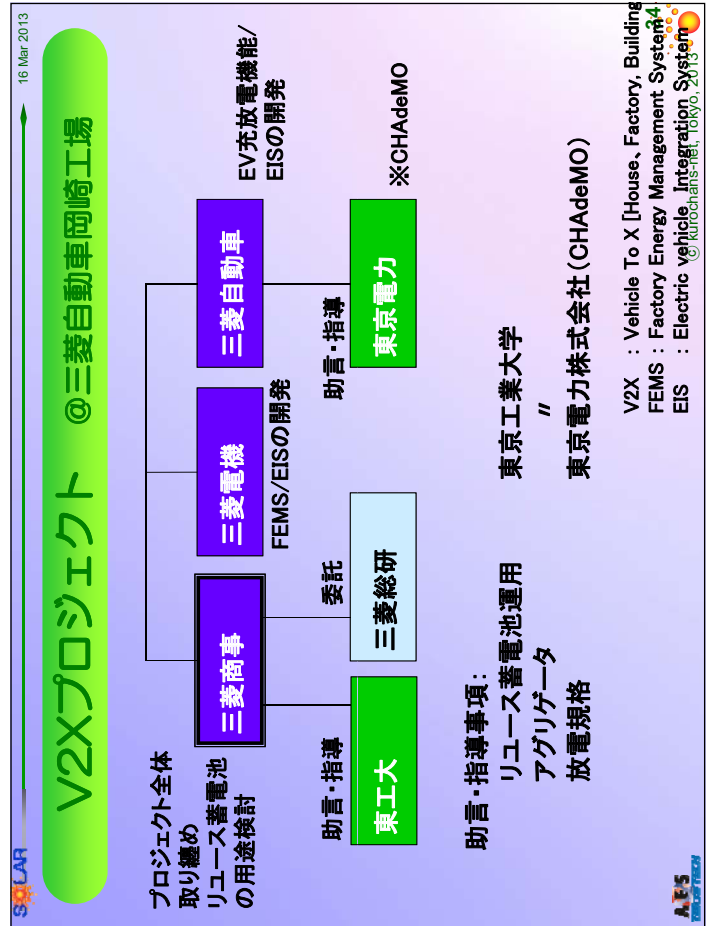 SOLAR
16 Mar 2013
V2Xプロジェクト @三菱自動車岡崎工場
プロジェクト全体
取り纏め
リユース蓄電池
の用途検討
三菱商事
三菱電機
FEMS/EISの開発
三菱自動車
EV充放電機能/
EISの開発
助言・指導
東工大
委託
三菱総研
助言・指導
東京電力
※CHAdeMO
助言・指導事項:
リユース蓄電池運用 東京工業大学
アグリゲータ 〃
放電規格 東京電力株式会社(CHAdeMO)
V2X : Vehicle To X [House、Factory, Building
FEMS : Factory Energy Management System
EIS : Electric vehicle Integration System
34
© kurochans-net, Tokyo, 2013
AES